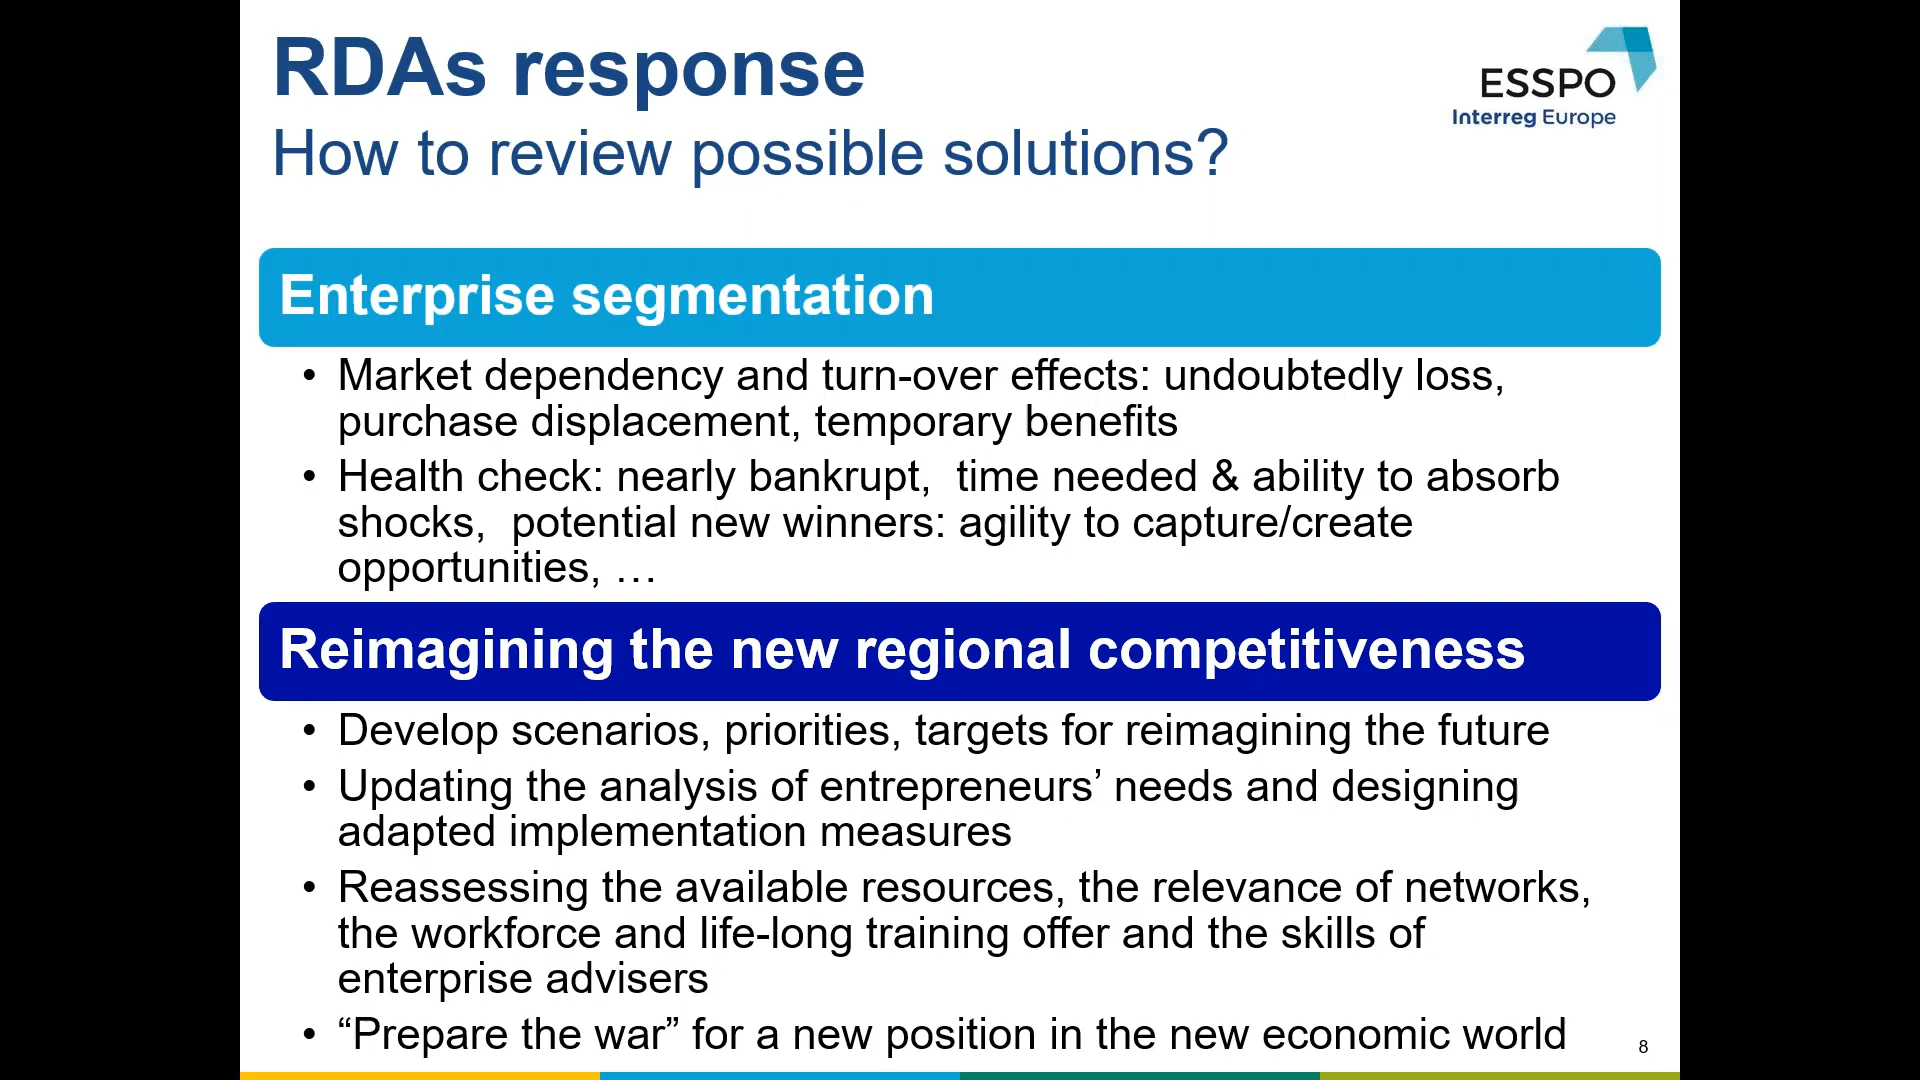 RDAs response
How to review possible solutions?
ESSPO
Interreg Europe
Enterprise segmentation
• Market dependency and turn-over effects: undoubtedly loss,
purchase displacement, temporary benefits
• Health check: nearly bankrupt,  time needed & ability to absorb
shocks,  potential new winners: agility to capture/create
opportunities, …
Reimagining the new regional competitiveness
• Develop scenarios, priorities, targets for reimagining the future
• Updating the analysis of entrepreneurs’ needs and designing
adapted implementation measures
• Reassessing the available resources, the relevance of networks,
the workforce and life-long training offer and the skills of
enterprise advisers
• “Prepare the war” for a new position in the new economic world
8